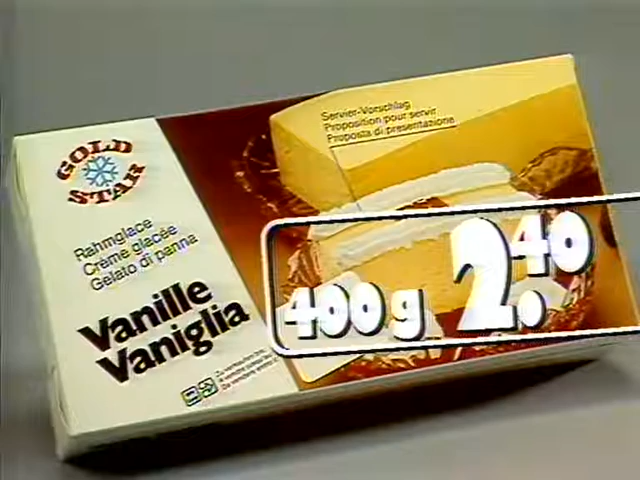 GOLD
STAR
Rahmglace
Crème glacée
Gelato di panna
Vanille
Vaniglia
Servier-Vorschlag
Proposition pour servir
Proposta di presentazione
400 g 2.40